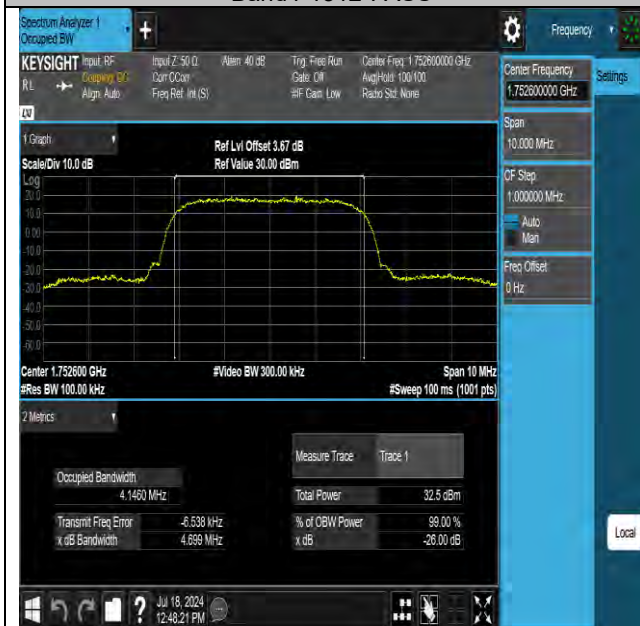 Spectrum Analyzer 1
Occupied BW
+
Frequency
KEYSIGHT Input: RF
Coupling: DC
Align: Auto
RL
Input Z: 50 Ω
Corr CCorr
Freq Ref: Int (S)
Atten: 40 dB
Trig: Free Run
Gate: Off
#IF Gain: Low
Center Freq: 1.752600000 GHz
Avg|Hold: 100/100
Radio Std: None
Center Frequency
1.752600000 GHz
Settings
Span
10.000 MHz
CF Step
1.000000 MHz
Auto
Man
Freq Offset
0 Hz
Local
1 Graph
Scale/Div 10.0 dB
Ref Lvl Offset 3.67 dB
Ref Value 30.00 dBm
Log
20.0
10.0
0.00
-10.0
-20.0
-30.0
-40.0
-50.0
-60.0
Center 1.752600 GHz
#Res BW 100.00 kHz
#Video BW 300.00 kHz
Span 10 MHz
#Sweep 100 ms (1001 pts)
2 Metrics
Measure Trace Trace 1
Occupied Bandwidth
4.1460 MHz
Total Power 32.5 dBm
Transmit Freq Error -6.538 kHz
% of OBW Power 99.00 %
x dB Bandwidth 4.699 MHz
x dB -26.00 dB
Jul 18, 2024
12:48:21 PM